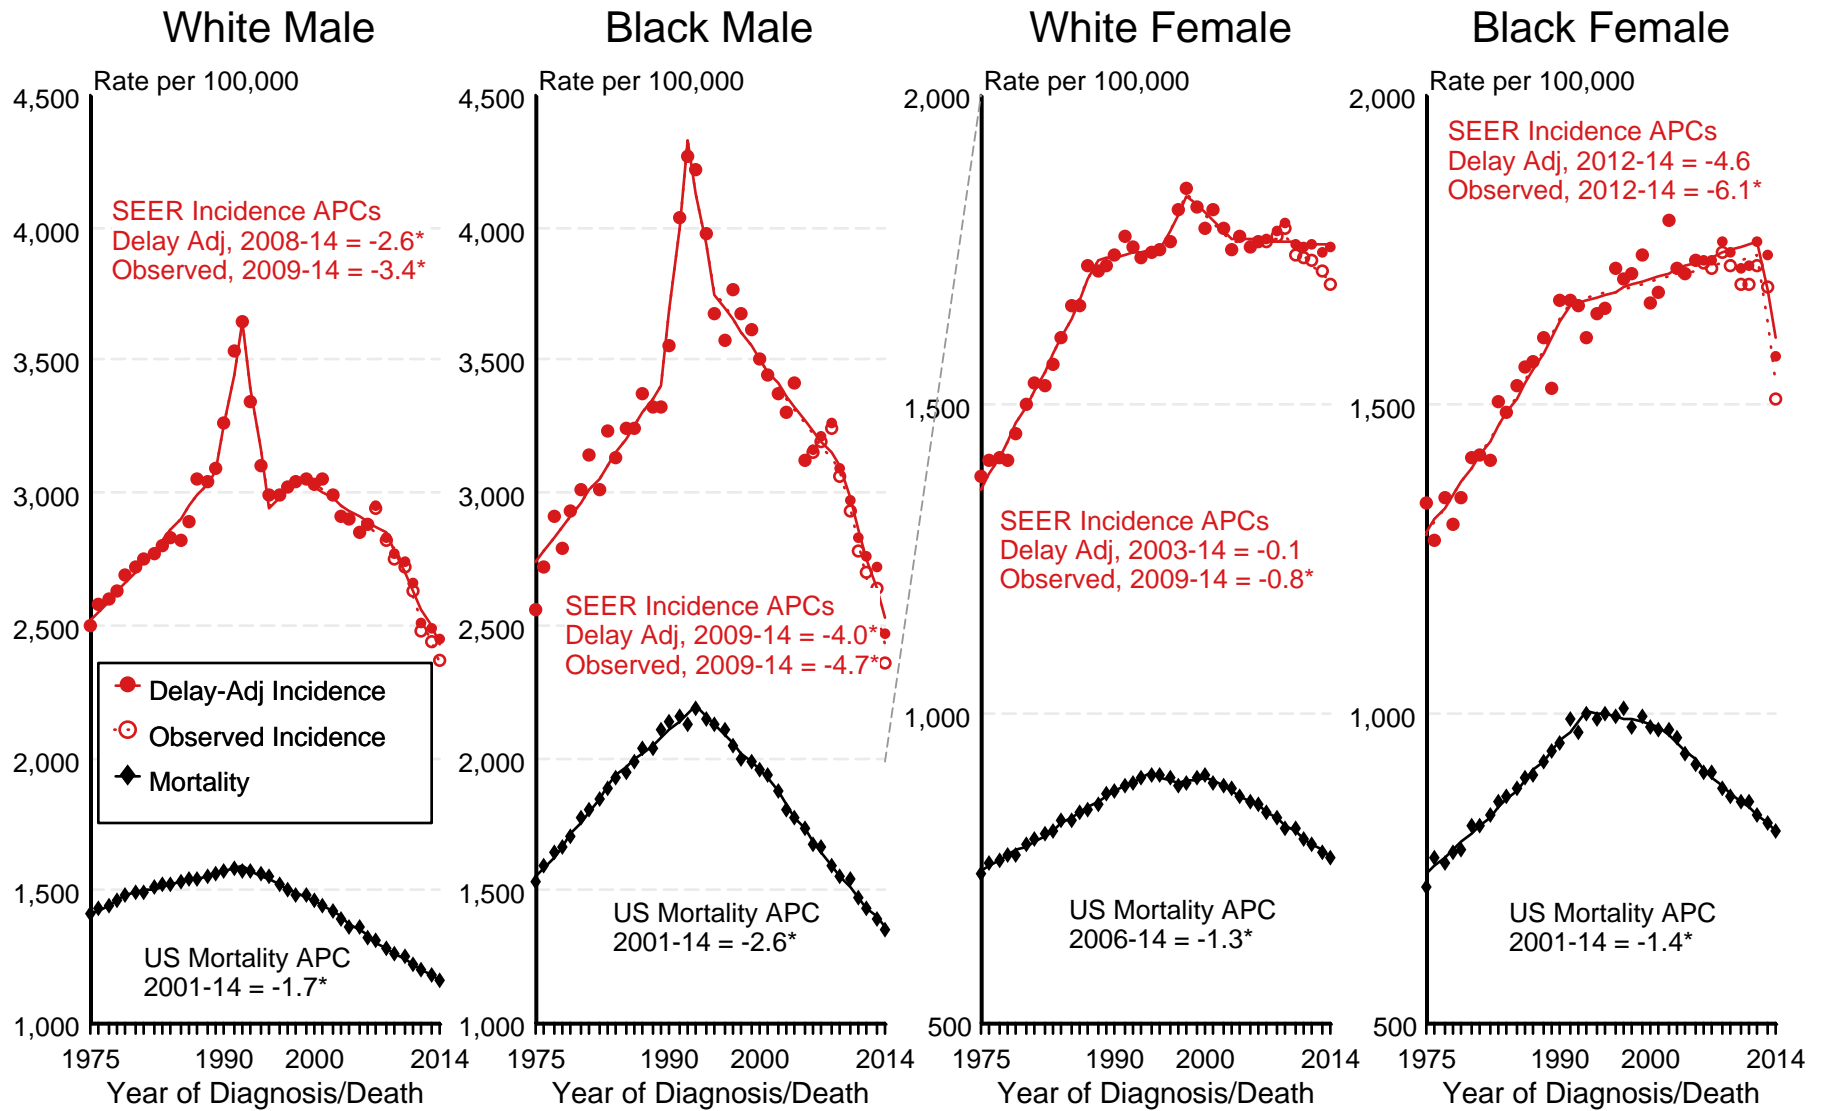 White Male
Rate per 100,000
4,500
4,000
3,500
3,000
2,500
2,000
1,500
1,000
SEER Incidence APCs
Delay Adj, 2008-14 = -2.6*
Observed, 2009-14 = -3.4*
Delay-Adj Incidence
Observed Incidence
Mortality
US Mortality APC
2001-14 = -1.7*
1975 1990 2000 2014
Year of Diagnosis/Death
Black Male
Rate per 100,000
4,500
4,000
3,500
3,000
2,500
2,000
1,500
1,000
SEER Incidence APCs
Delay Adj, 2009-14 = -4.0*
Observed, 2009-14 = -4.7*
US Mortality APC
2001-14 = -2.6*
1975 1990 2000 2014
Year of Diagnosis/Death
White Female
Rate per 100,000
2,000
1,500
1,000
500
SEER Incidence APCs
Delay Adj, 2003-14 = -0.1
Observed, 2009-14 = -0.8*
US Mortality APC
2006-14 = -1.3*
1975 1990 2000 2014
Year of Diagnosis/Death
Black Female
Rate per 100,000
2,000
1,500
1,000
500
SEER Incidence APCs
Delay Adj, 2012-14 = -4.6
Observed, 2012-14 = -6.1*
US Mortality APC
2001-14 = -1.4*
1975 1990 2000 2014
Year of Diagnosis/Death